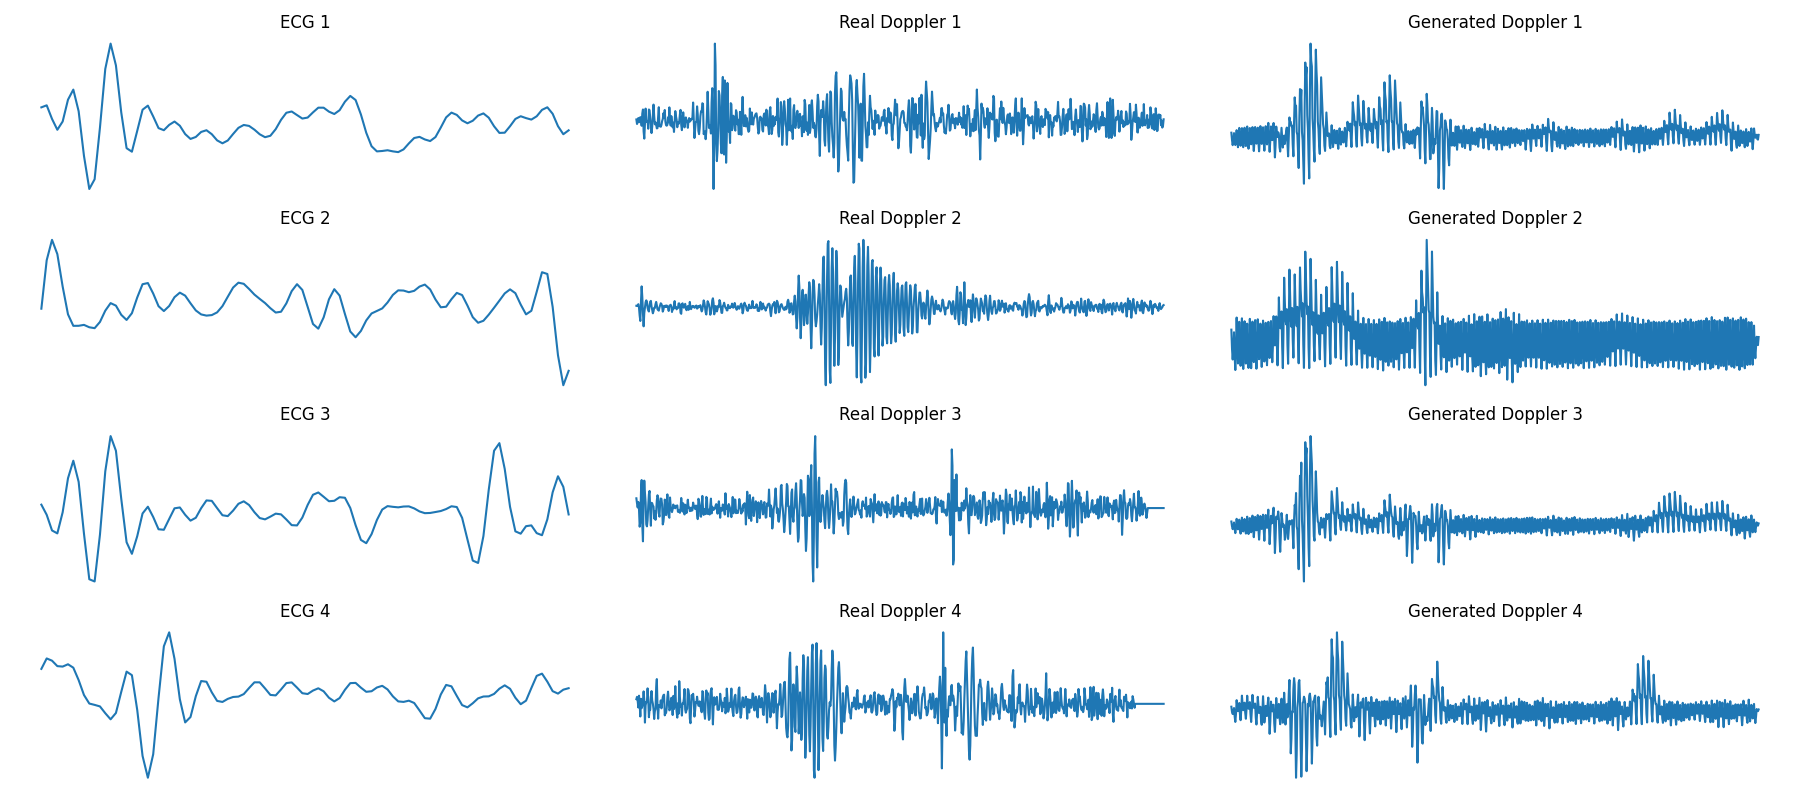 ECG 1
Real Doppler 1
Generated Doppler 1
ECG 2
Real Doppler 2
Generated Doppler 2
ECG 3
Real Doppler 3
Generated Doppler 3
ECG 4
Real Doppler 4
Generated Doppler 4